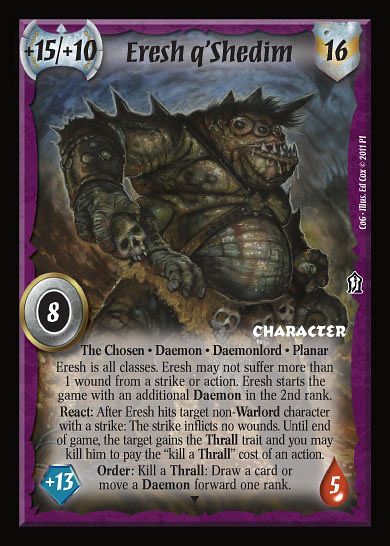 +15/+10
Eresh q'Shedim
16
Co6 · Illus. Ed Cox © 2011 P1
8
CHARACTER
The Chosen • Daemon • Daemonlord • Planar
Eresh is all classes. Eresh may not suffer more than
1 wound from a strike or action. Eresh starts the
game with an additional Daemon in the 2nd rank.
React: After Eresh hits target non-Warlord character
with a strike: The strike inflicts no wounds. Until end
of game, the target gains the Thrall trait and you may
kill him to pay the "kill a Thrall" cost of an action.
Order: Kill a Thrall: Draw a card or
move a Daemon forward one rank.
+13
5